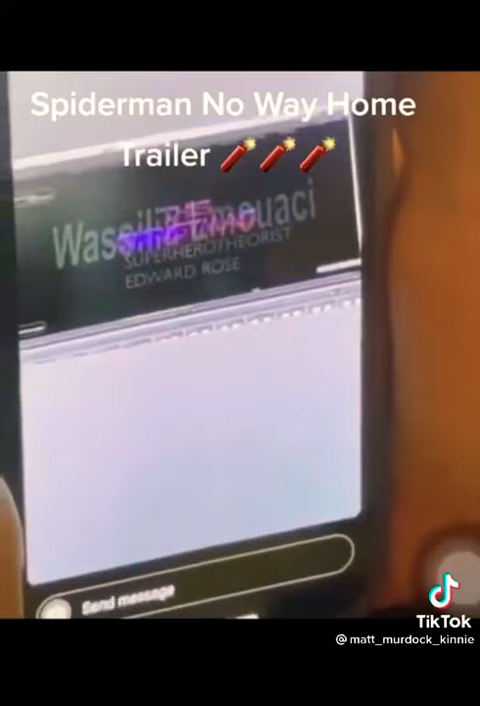 Spiderman No Way Home
Trailer 🧨🧨🧨
SUPERHEROTHEORIST
EDWARD ROSE
Send message
TikTok
@matt_murdock_kinnie